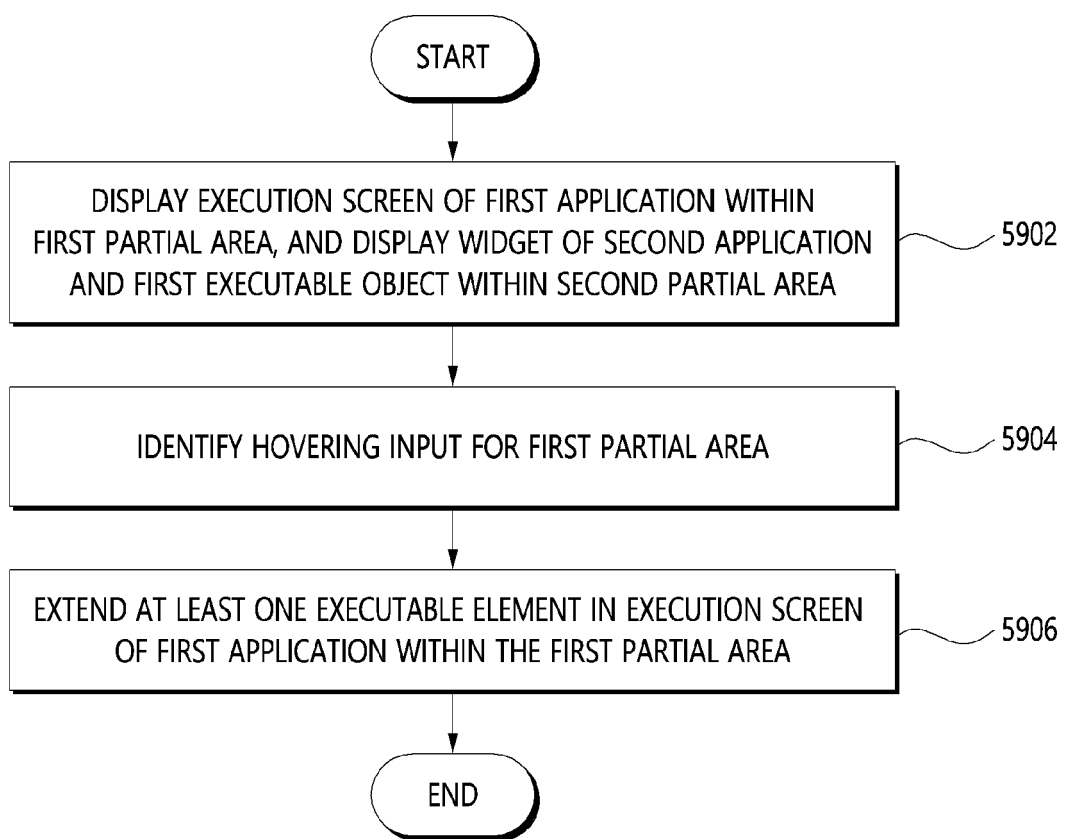 START
DISPLAY EXECUTION SCREEN OF FIRST APPLICATION WITHIN
FIRST PARTIAL AREA, AND DISPLAY WIDGET OF SECOND APPLICATION
AND FIRST EXECUTABLE OBJECT WITHIN SECOND PARTIAL AREA
5902
IDENTIFY HOVERING INPUT FOR FIRST PARTIAL AREA
5904
EXTEND AT LEAST ONE EXECUTABLE ELEMENT IN EXECUTION SCREEN
OF FIRST APPLICATION WITHIN THE FIRST PARTIAL AREA
5906
END